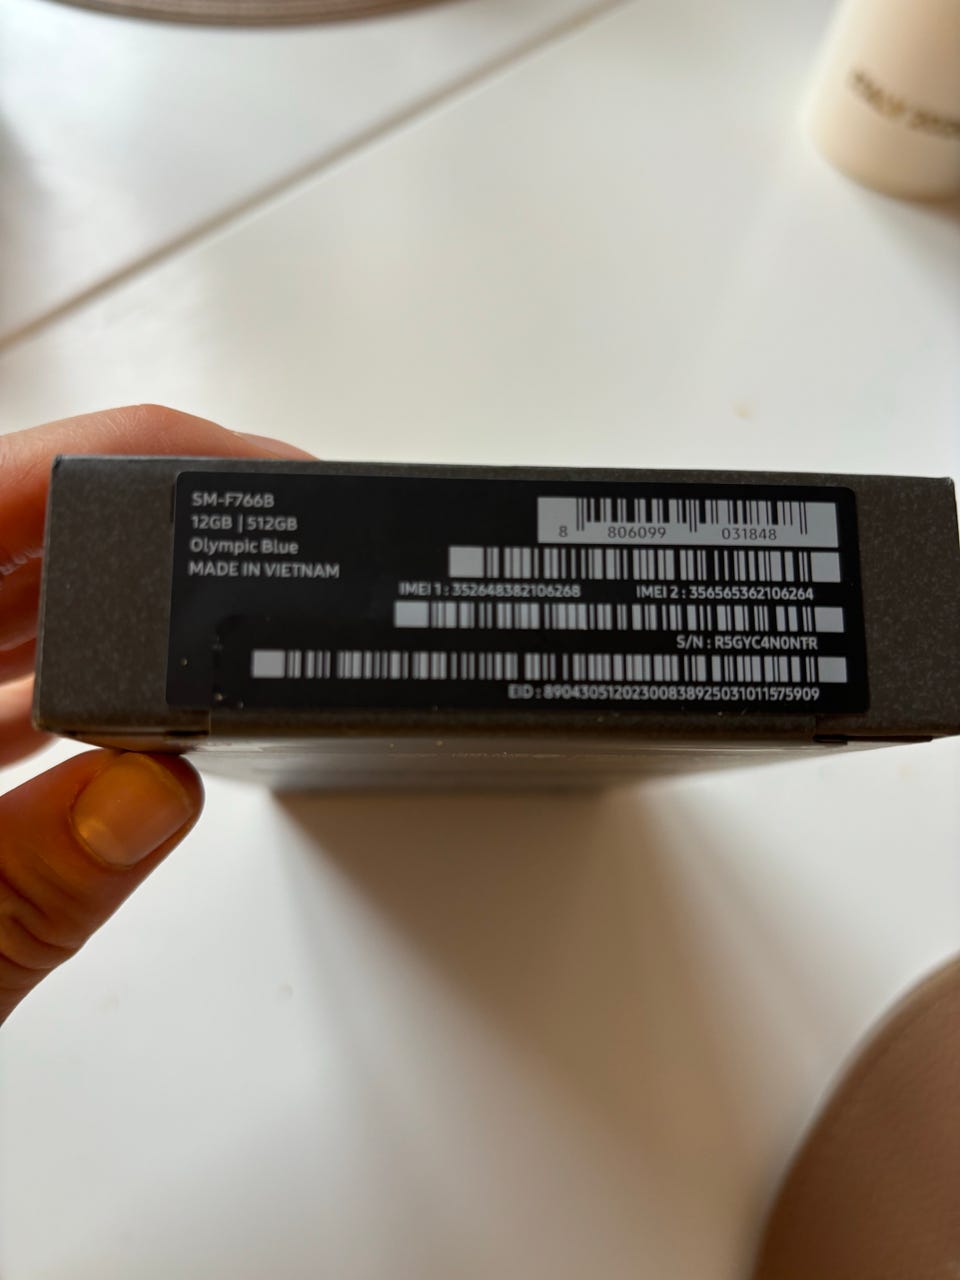 SM-F766B
12GB | 512GB
Olympic Blue
MADE IN VIETNAM
8 806099 031848
IMEI 1 : 352648382106268 IMEI 2 : 356565362106264
S/N : R5GYC4N0NTR
EID : 89043051202300838925031011575909